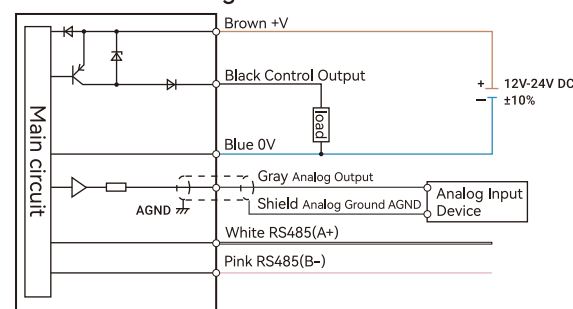 Brown +V
Black Control Output
+ 12V-24V DC
− ±10%
load
Main circuit
Blue 0V
Gray Analog Output
AGND
Shield Analog Ground AGND
Analog Input
Device
White RS485(A+)
Pink RS485(B-)